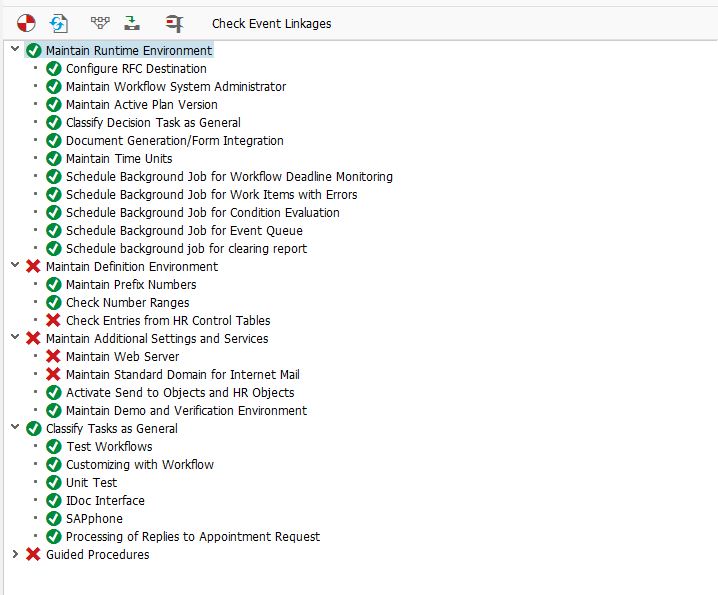 Check Event Linkages
Maintain Runtime Environment
Configure RFC Destination
Maintain Workflow System Administrator
Maintain Active Plan Version
Classify Decision Task as General
Document Generation/Form Integration
Maintain Time Units
Schedule Background Job for Workflow Deadline Monitoring
Schedule Background Job for Work Items with Errors
Schedule Background Job for Condition Evaluation
Schedule Background Job for Event Queue
Schedule background job for clearing report
Maintain Definition Environment
Maintain Prefix Numbers
Check Number Ranges
Check Entries from HR Control Tables
Maintain Additional Settings and Services
Maintain Web Server
Maintain Standard Domain for Internet Mail
Activate Send to Objects and HR Objects
Maintain Demo and Verification Environment
Classify Tasks as General
Test Workflows
Customizing with Workflow
Unit Test
IDoc Interface
SAPphone
Processing of Replies to Appointment Request
Guided Procedures